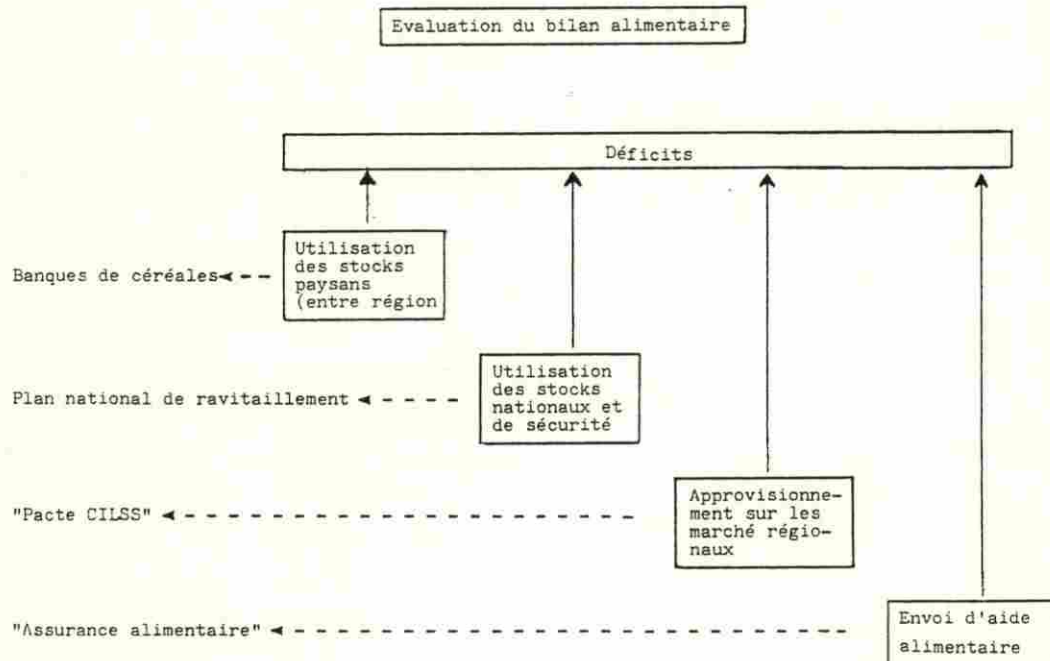 Evaluation du bilan alimentaire
Déficits
Utilisation
des stocks
paysans
(entre région
Banques de céréales
Utilisation
des stocks
nationaux et
de sécurité
Plan national de ravitaillement
Approvisionne-
ment sur les
marché régio-
naux
"Pacte CILSS"
Envoi d'aide
alimentaire
"Assurance alimentaire"